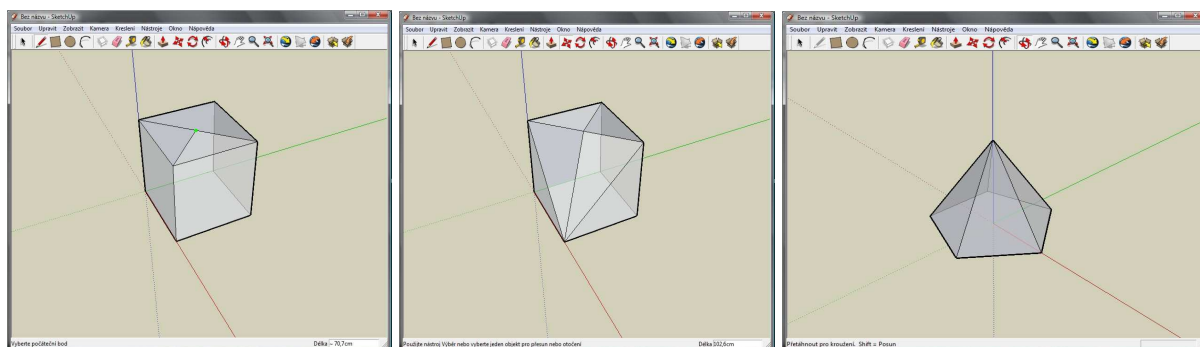 Bez názvu - SketchUp
Soubor Upravit Zobrazit Kamera Kreslení Nástroje Okno Nápověda
Vyberte počáteční bod
Délka ~ 70,7cm
Bez názvu - SketchUp
Soubor Upravit Zobrazit Kamera Kreslení Nástroje Okno Nápověda
Použijte nástroj Výběr nebo vyberte jeden objekt pro přesun nebo otočení
Délka 102,6cm
Bez názvu - SketchUp
Soubor Upravit Zobrazit Kamera Kreslení Nástroje Okno Nápověda
Přetáhnout pro kroužení. Shift = Posun